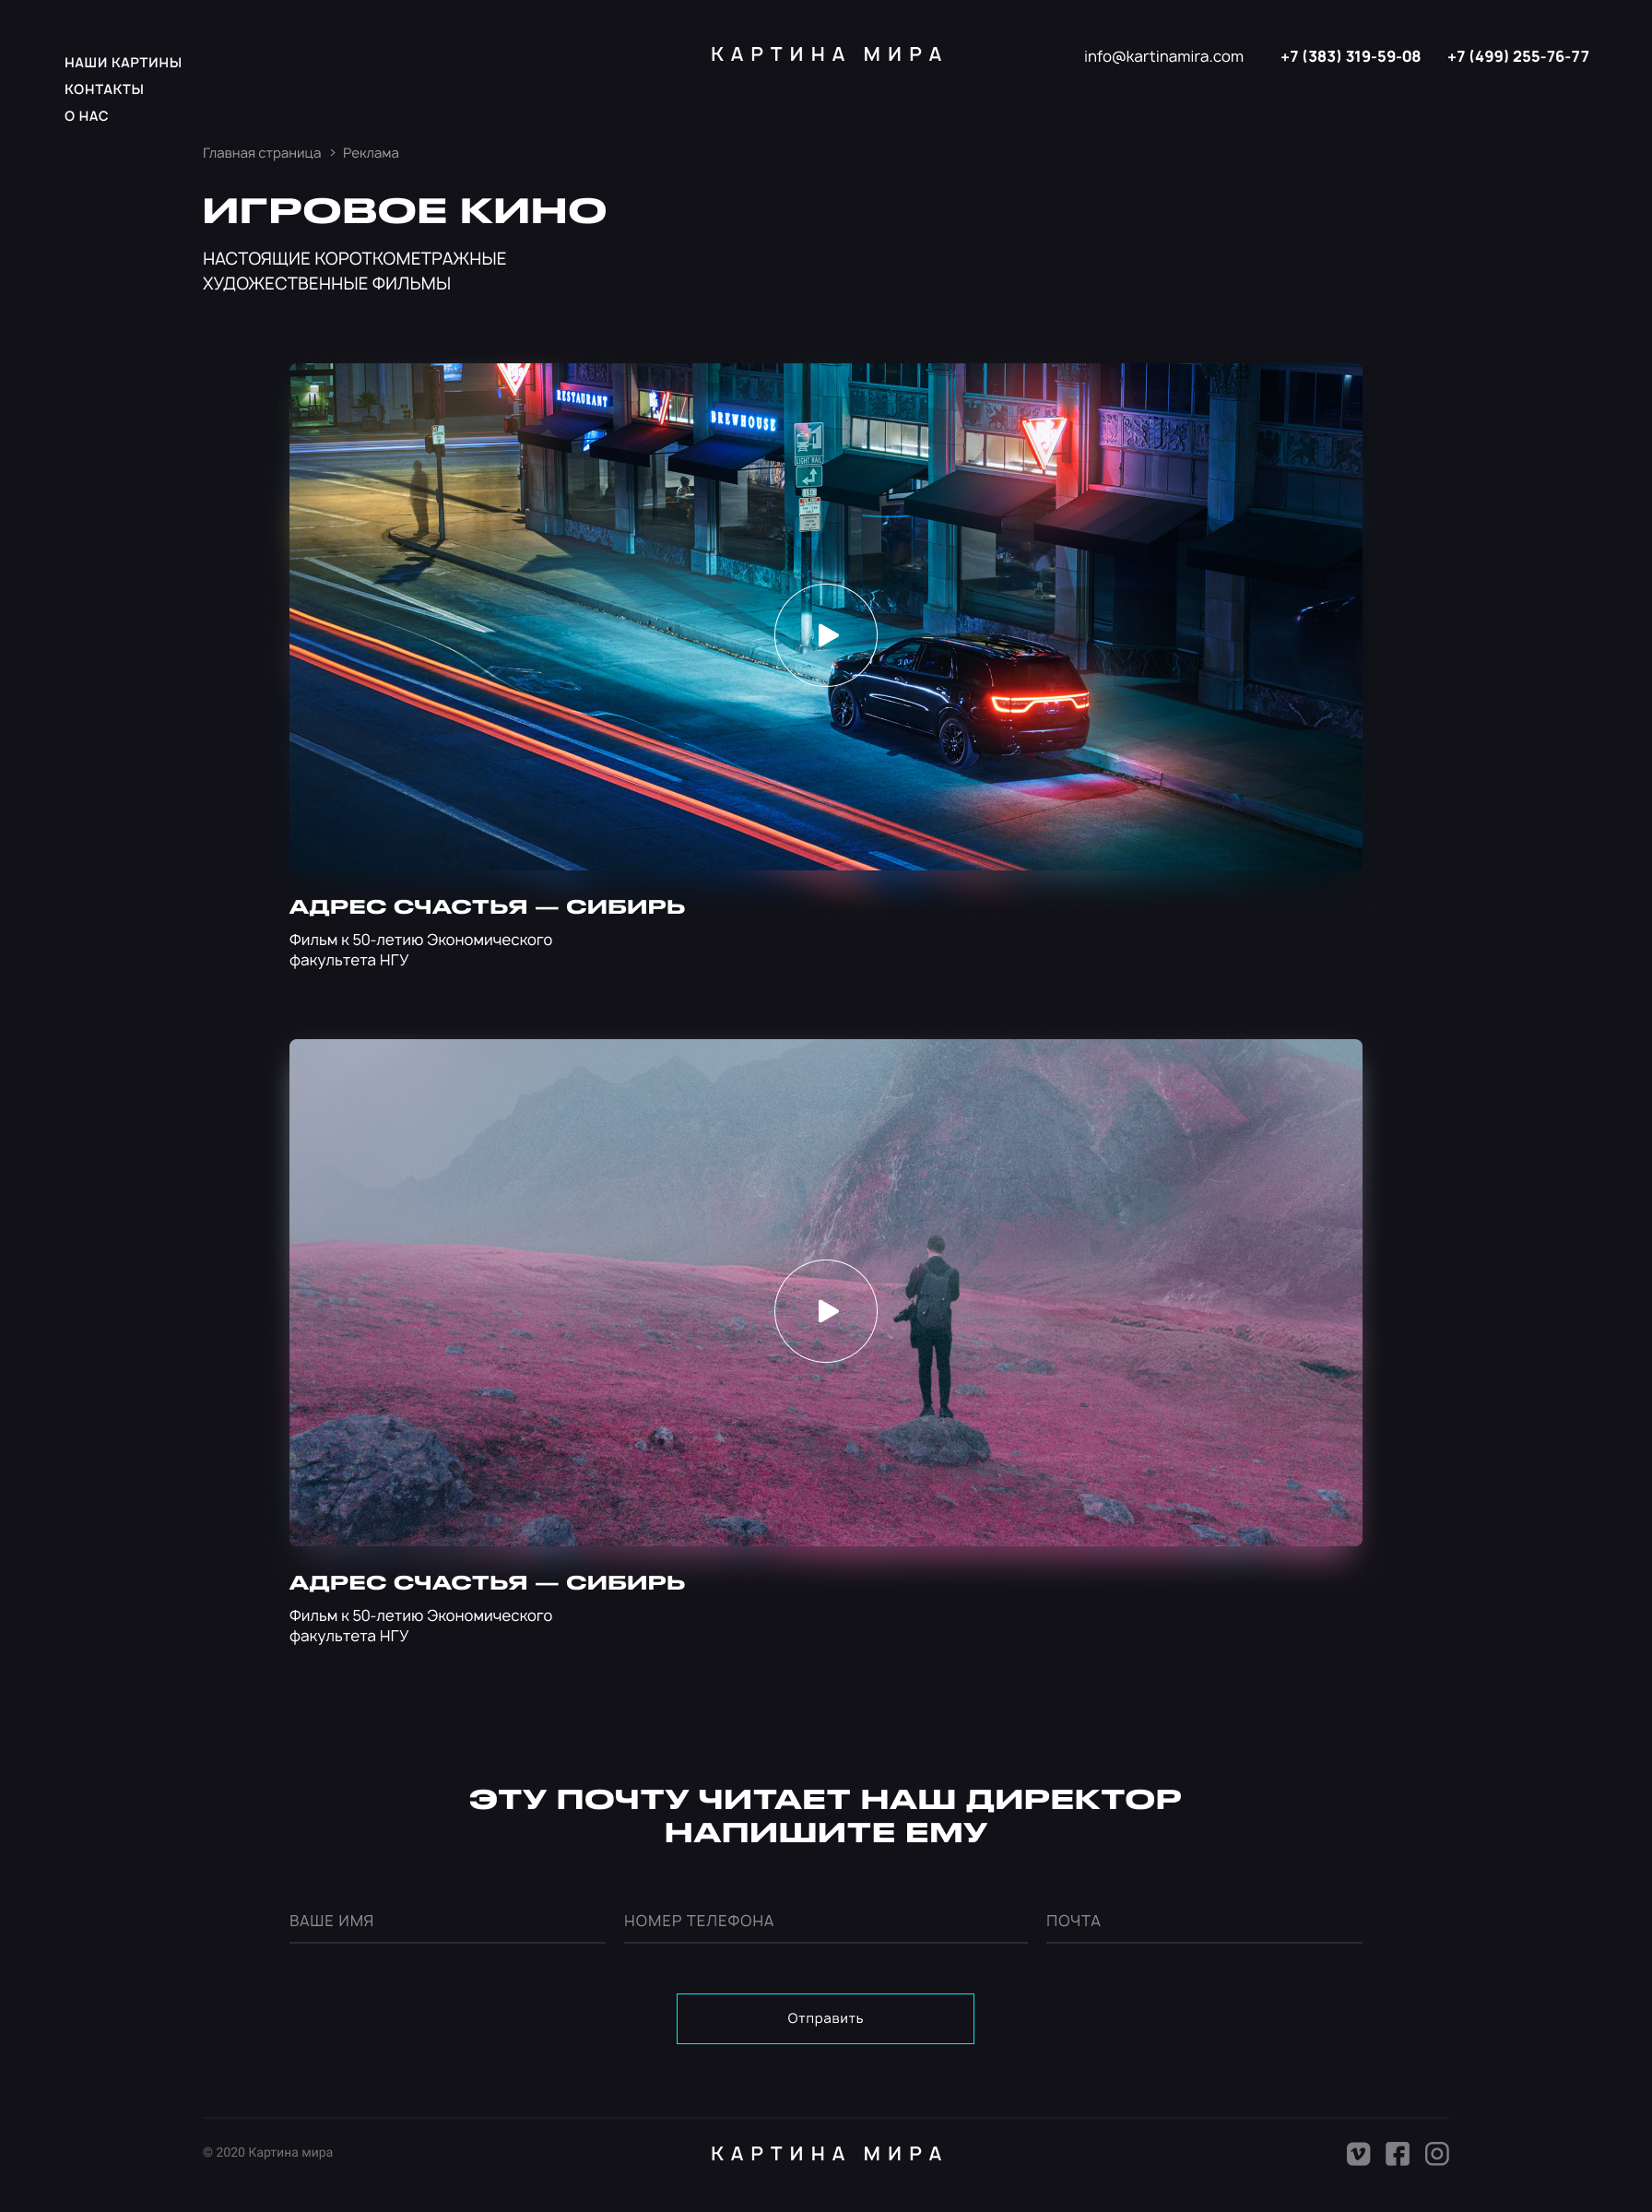 НАШИ КАРТИНЫ
КОНТАКТЫ
О НАС
КАРТИНА МИРА
info@kartinamira.com
+7 (383) 319-59-08
+7 (499) 255-76-77
Главная страница > Реклама
ИГРОВОЕ КИНО
НАСТОЯЩИЕ КОРОТКОМЕТРАЖНЫЕ
ХУДОЖЕСТВЕННЫЕ ФИЛЬМЫ
RESTAURANT
BREWHOUSE
LIGHT RAIL
АДРЕС СЧАСТЬЯ — СИБИРЬ
Фильм к 50-летию Экономического
факультета НГУ
АДРЕС СЧАСТЬЯ — СИБИРЬ
Фильм к 50-летию Экономического
факультета НГУ
ЭТУ ПОЧТУ ЧИТАЕТ НАШ ДИРЕКТОР
НАПИШИТЕ ЕМУ
ВАШЕ ИМЯ
НОМЕР ТЕЛЕФОНА
ПОЧТА
Отправить
© 2020 Картина мира
КАРТИНА МИРА